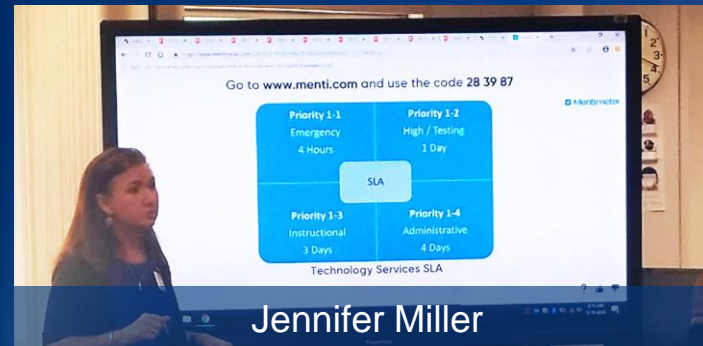 Go to www.menti.com and use the code 28 39 87
Mentimeter
Priority 1-1
Emergency
4 Hours
Priority 1-2
High / Testing
1 Day
SLA
Priority 1-3
Instructional
3 Days
Priority 1-4
Administrative
4 Days
Technology Services SLA
Jennifer Miller